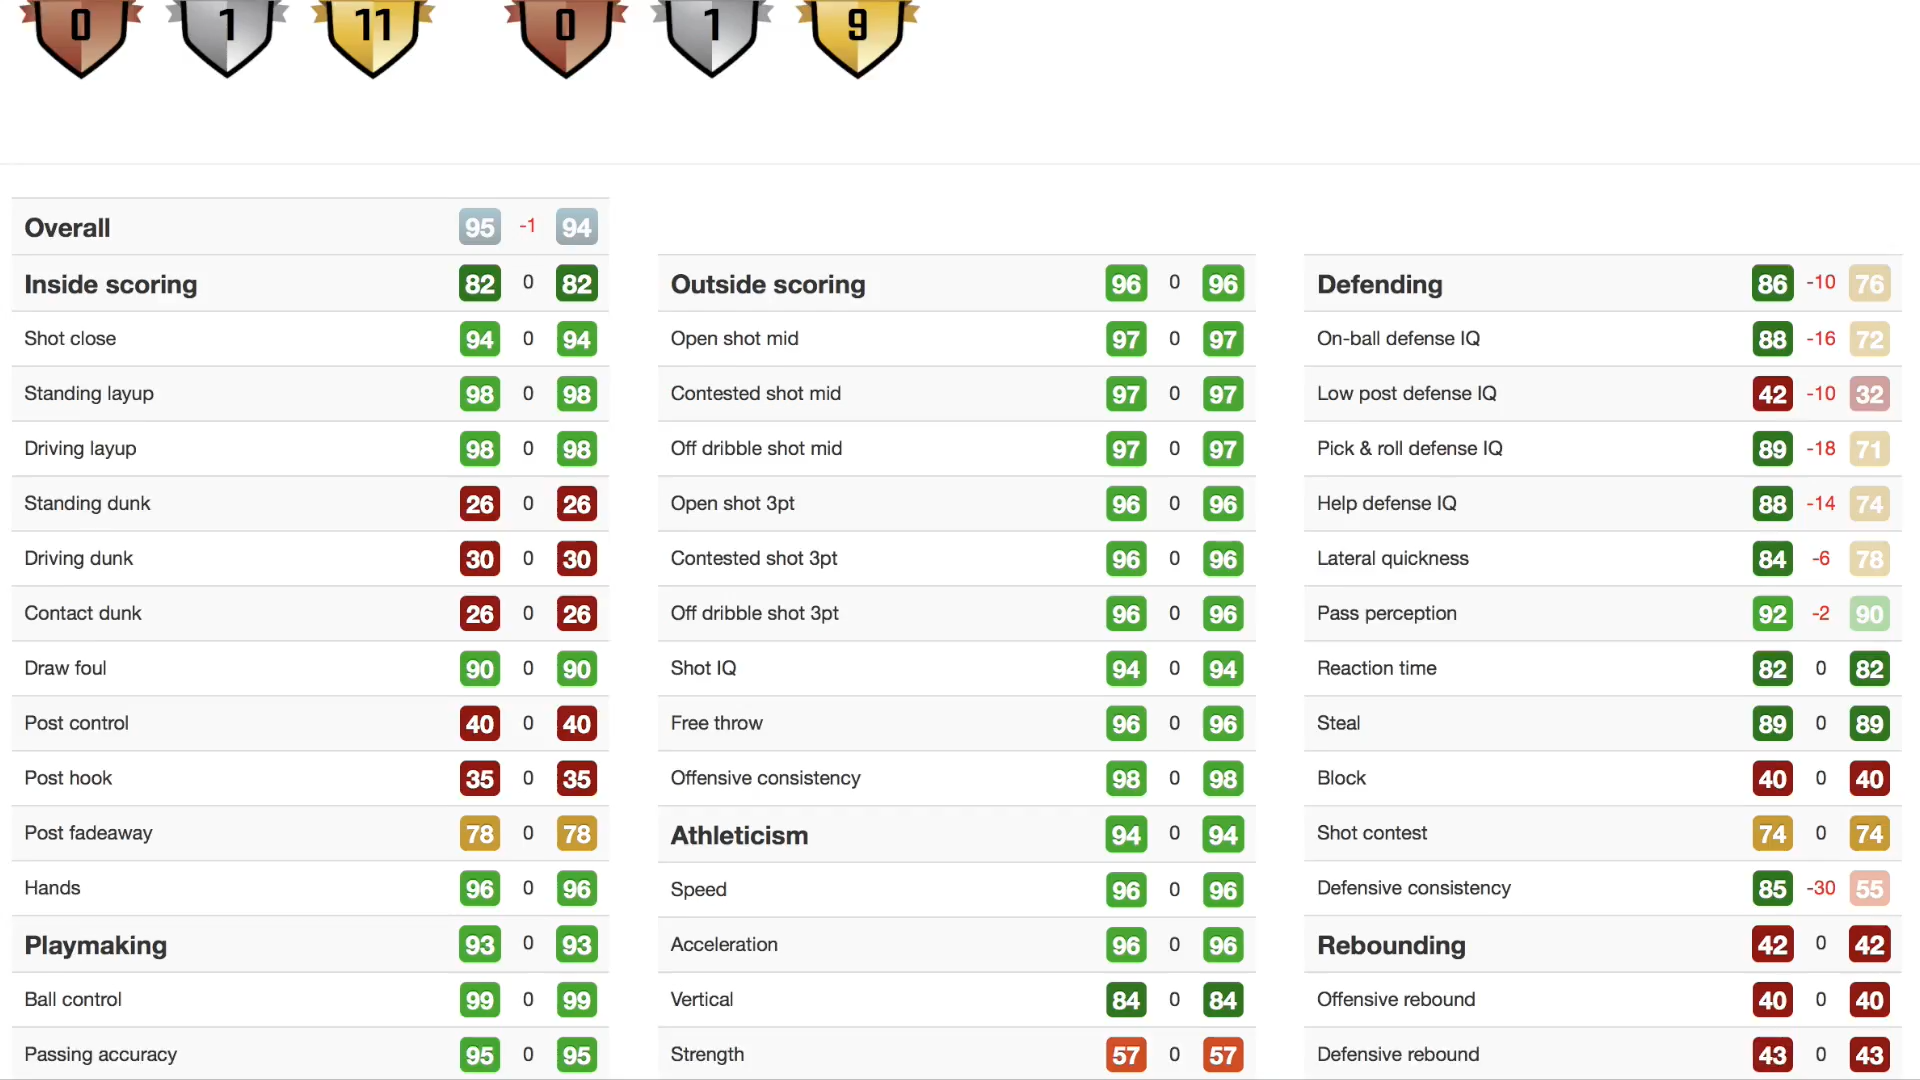 0 1 11 0 1 9
Overall 95 -1 94
Inside scoring 82 0 82
Shot close 94 0 94
Standing layup 98 0 98
Driving layup 98 0 98
Standing dunk 26 0 26
Driving dunk 30 0 30
Contact dunk 26 0 26
Draw foul 90 0 90
Post control 40 0 40
Post hook 35 0 35
Post fadeaway 78 0 78
Hands 96 0 96
Playmaking 93 0 93
Ball control 99 0 99
Passing accuracy 95 0 95
Outside scoring 96 0 96
Open shot mid 97 0 97
Contested shot mid 97 0 97
Off dribble shot mid 97 0 97
Open shot 3pt 96 0 96
Contested shot 3pt 96 0 96
Off dribble shot 3pt 96 0 96
Shot IQ 94 0 94
Free throw 96 0 96
Offensive consistency 98 0 98
Athleticism 94 0 94
Speed 96 0 96
Acceleration 96 0 96
Vertical 84 0 84
Strength 57 0 57
Defending 86 -10 76
On-ball defense IQ 88 -16 72
Low post defense IQ 42 -10 32
Pick & roll defense IQ 89 -18 71
Help defense IQ 88 -14 74
Lateral quickness 84 -6 78
Pass perception 92 -2 90
Reaction time 82 0 82
Steal 89 0 89
Block 40 0 40
Shot contest 74 0 74
Defensive consistency 85 -30 55
Rebounding 42 0 42
Offensive rebound 40 0 40
Defensive rebound 43 0 43